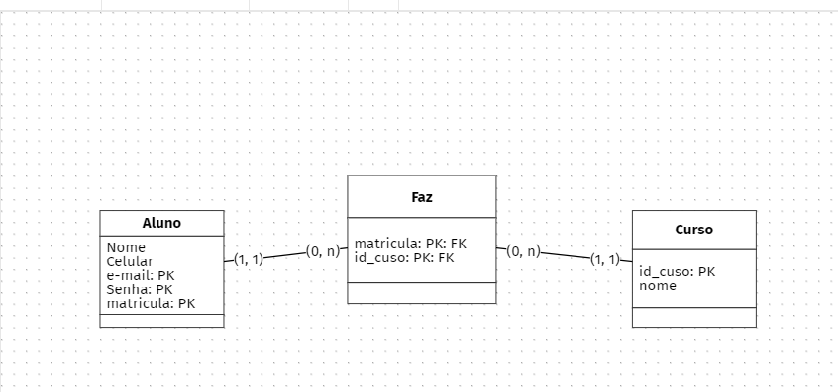 Aluno
Nome
Celular
e-mail: PK
Senha: PK
matricula: PK
(1, 1)
(0, n)
Faz
matricula: PK: FK
id_cuso: PK: FK
(0, n)
(1, 1)
Curso
id_cuso: PK
nome